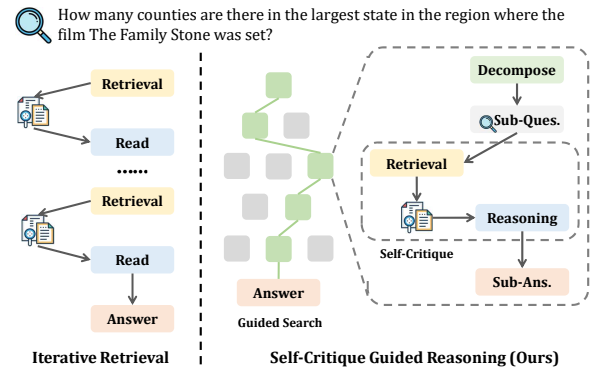 How many counties are there in the largest state in the region where the
film The Family Stone was set?
Retrieval
Read
......
Retrieval
Read
Answer
Iterative Retrieval
Answer
Guided Search
Decompose
Sub-Ques.
Retrieval
Reasoning
Self-Critique
Sub-Ans.
Self-Critique Guided Reasoning (Ours)